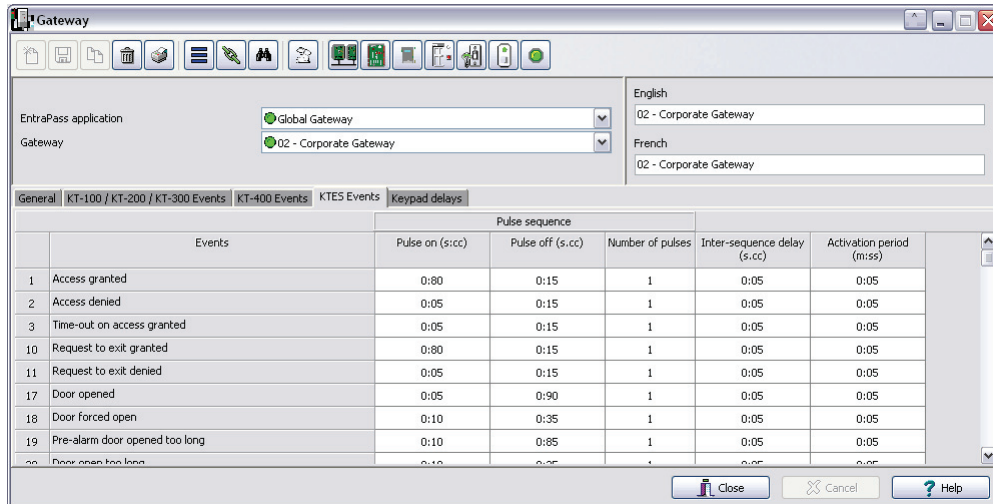 Gateway
English
EntraPass application
Global Gateway
02 - Corporate Gateway
Gateway
02 - Corporate Gateway
French
02 - Corporate Gateway
General KT-100 / KT-200 / KT-300 Events KT-400 Events KTES Events Keypad delays
Pulse sequence
Events Pulse on (s:cc) Pulse off (s.cc) Number of pulses Inter-sequence delay (s.cc) Activation period (m:ss)
1 Access granted 0:80 0:15 1 0:05 0:05
2 Access denied 0:05 0:15 1 0:05 0:05
3 Time-out on access granted 0:05 0:15 1 0:05 0:05
10 Request to exit granted 0:80 0:15 1 0:05 0:05
11 Request to exit denied 0:05 0:15 1 0:05 0:05
17 Door opened 0:05 0:90 1 0:05 0:05
18 Door forced open 0:10 0:35 1 0:05 0:05
19 Pre-alarm door opened too long 0:10 0:85 1 0:05 0:05
Door open too long
Close Cancel ? Help